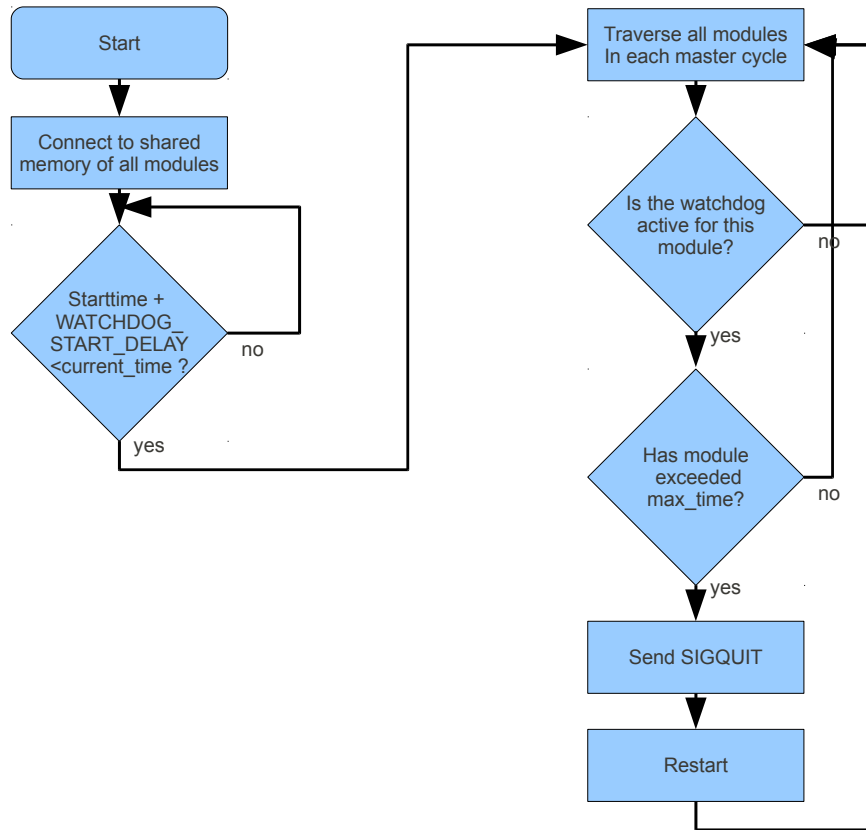 Start
Connect to shared
memory of all modules
Starttime +
WATCHDOG_
START_DELAY
<current_time ?
no
yes
Traverse all modules
In each master cycle
Is the watchdog
active for this
module?
no
yes
Has module
exceeded
max_time?
no
yes
Send SIGQUIT
Restart